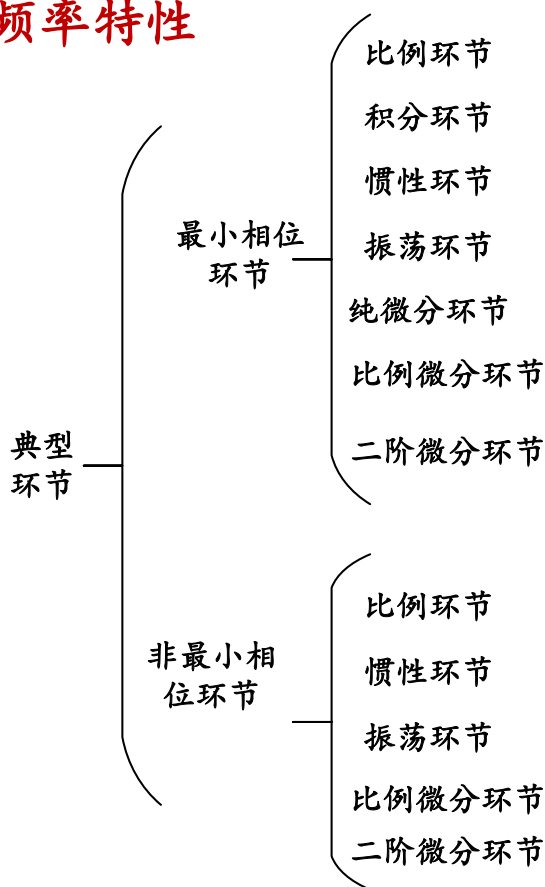 频率特性
比例环节
积分环节
惯性环节
最小相位
环节
振荡环节
纯微分环节
比例微分环节
二阶微分环节
典型
环节
非最小相
位环节
比例环节
惯性环节
振荡环节
比例微分环节
二阶微分环节